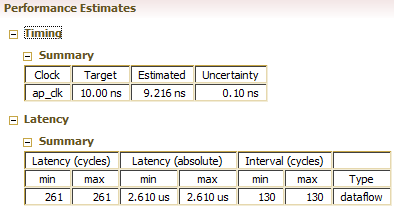 Performance Estimates
Timing
Summary
Clock Target Estimated Uncertainty
ap_clk 10.00 ns 9.216 ns 0.10 ns
Latency
Summary
Latency (cycles) Latency (absolute) Interval (cycles)
min max min max min max Type
261 261 2.610 us 2.610 us 130 130 dataflow